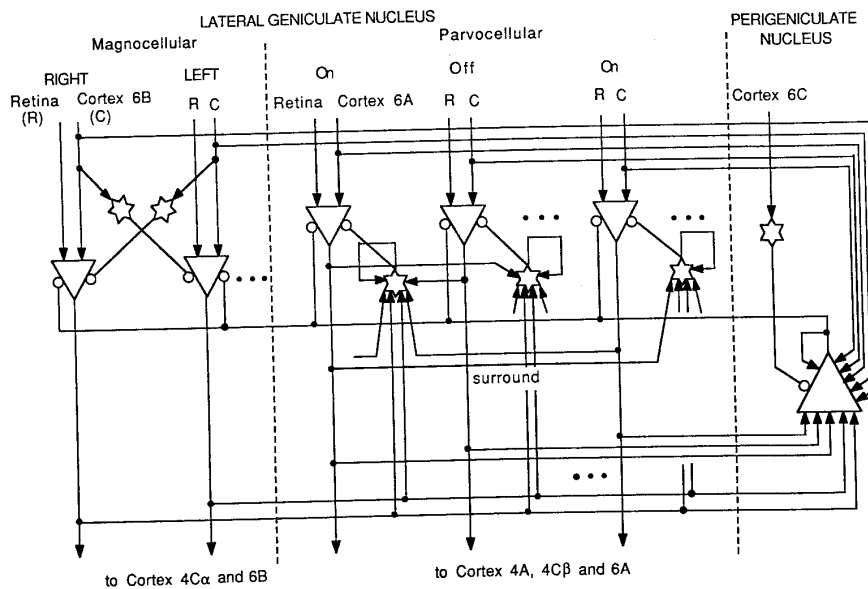 LATERAL GENICULATE NUCLEUS
PERIGENICULATE
NUCLEUS
Magnocellular
Parvocellular
RIGHT
LEFT
On
Off
On
Retina
(R)
Cortex 6B
(C)
R C
Retina Cortex 6A
R C
R C
Cortex 6C
surround
to Cortex 4Cα and 6B
to Cortex 4A, 4Cβ and 6A